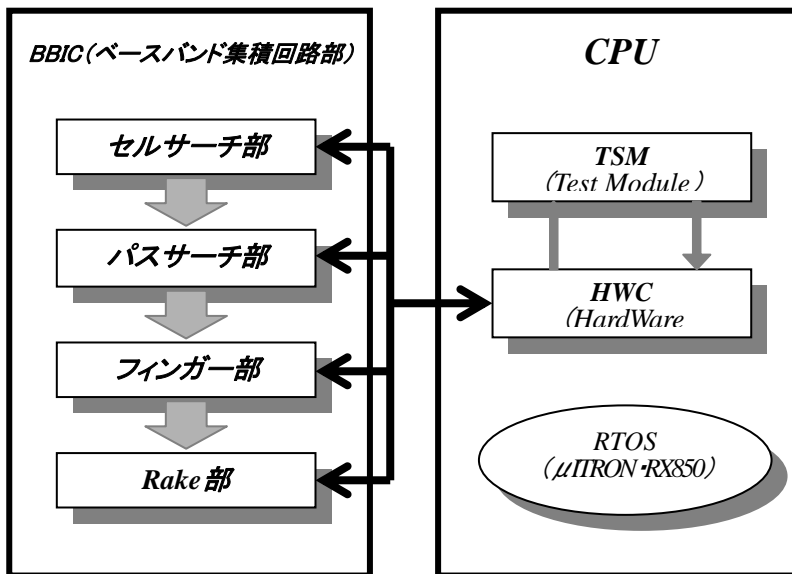 BBIC(ベースバンド集積回路部)
セルサーチ部
パスサーチ部
フィンガー部
Rake部
CPU
TSM
(Test Module)
HWC
(HardWare
RTOS
(μITRON・RX850)